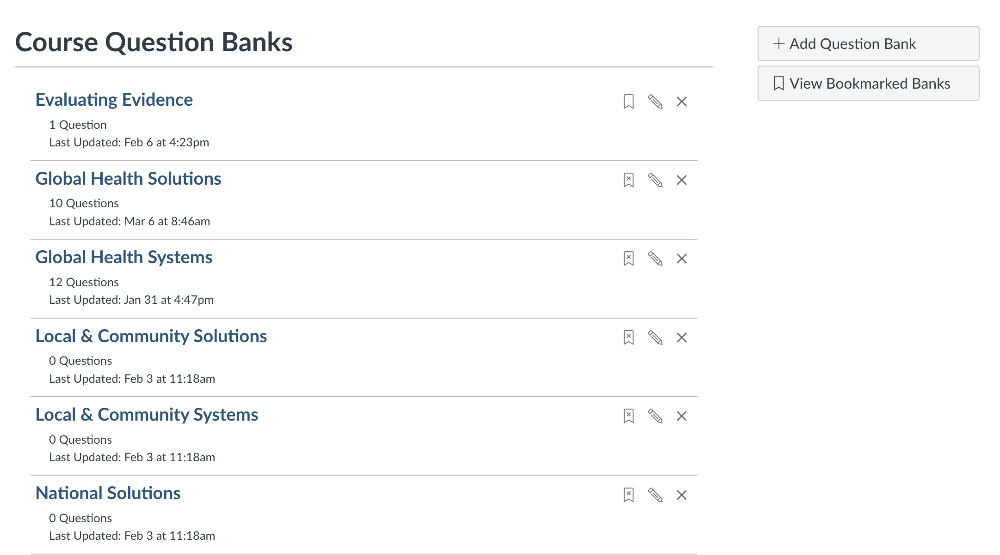 Course Question Banks
Add Question Bank
View Bookmarked Banks
Evaluating Evidence
1 Question
Last Updated: Feb 6 at 4:23pm
Global Health Solutions
10 Questions
Last Updated: Mar 6 at 8:46am
Global Health Systems
12 Questions
Last Updated: Jan 31 at 4:47pm
Local & Community Solutions
0 Questions
Last Updated: Feb 3 at 11:18am
Local & Community Systems
0 Questions
Last Updated: Feb 3 at 11:18am
National Solutions
0 Questions
Last Updated: Feb 3 at 11:18am